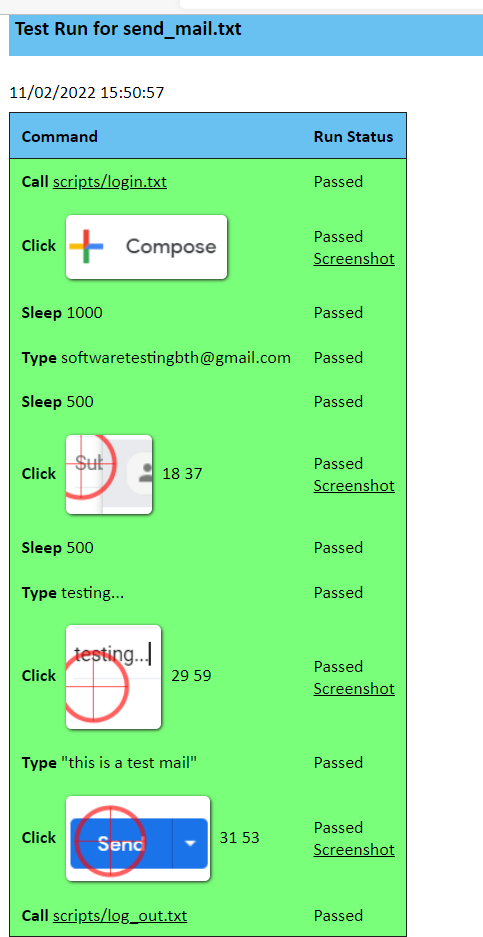 Test Run for send_mail.txt
11/02/2022 15:50:57
Command Run Status
Call scripts/login.txt Passed
Click Compose Passed
Screenshot
Sleep 1000 Passed
Type softwaretestingbth@gmail.com Passed
Sleep 500 Passed
Click Sub 18 37 Passed
Screenshot
Sleep 500 Passed
Type testing... Passed
Click testing... 29 59 Passed
Screenshot
Type "this is a test mail" Passed
Click Send 31 53 Passed
Screenshot
Call scripts/log_out.txt Passed